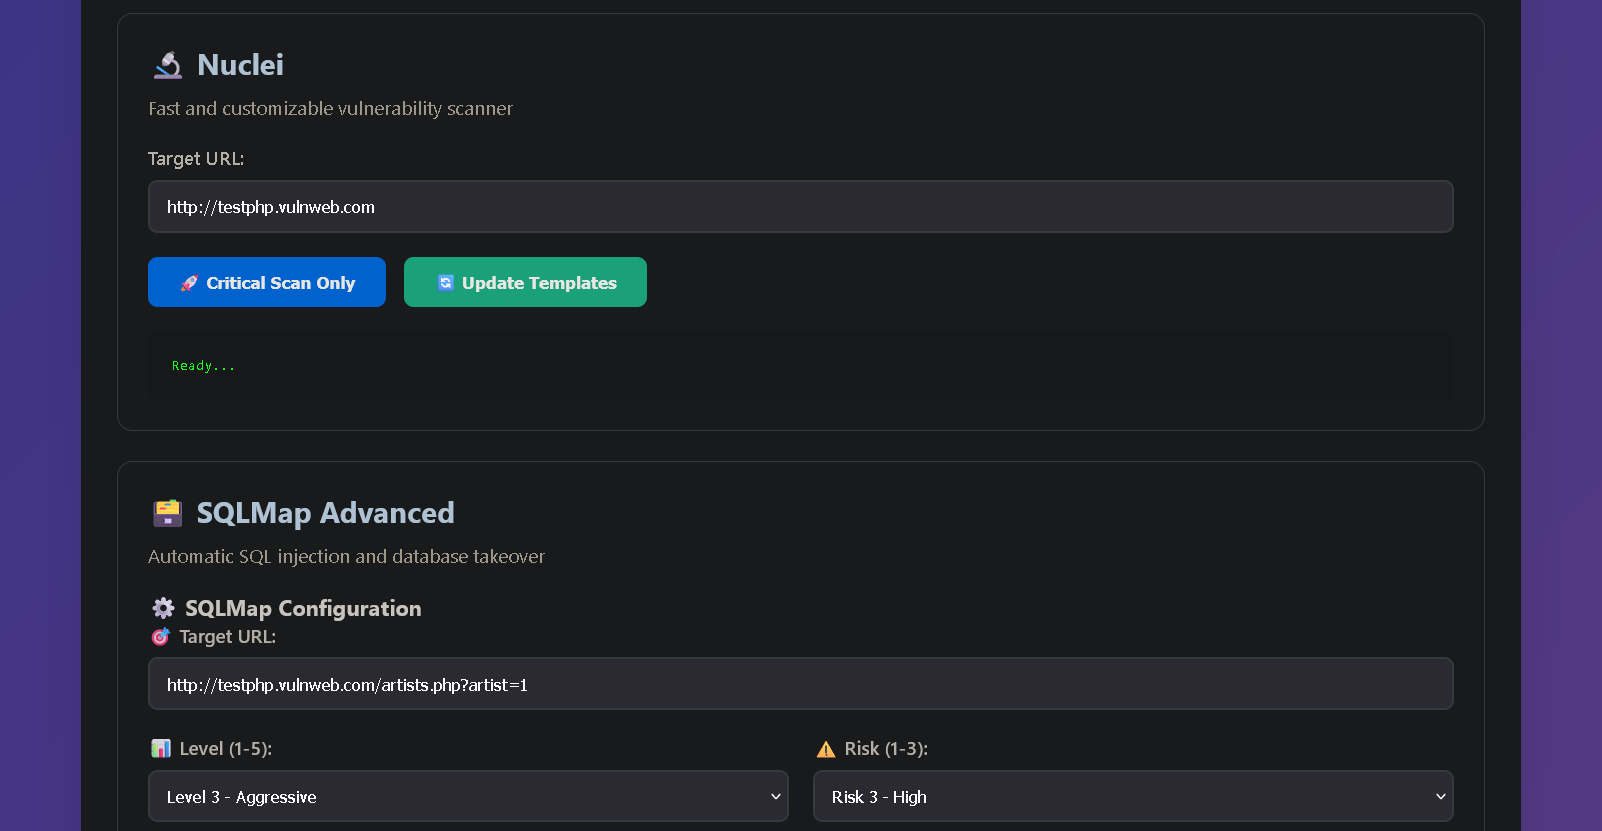 Nuclei
Fast and customizable vulnerability scanner
Target URL:
http://testphp.vulnweb.com
Critical Scan Only
Update Templates
Ready...
SQLMap Advanced
Automatic SQL injection and database takeover
SQLMap Configuration
Target URL:
http://testphp.vulnweb.com/artists.php?artist=1
Level (1-5):
Risk (1-3):
Level 3 - Aggressive
Risk 3 - High